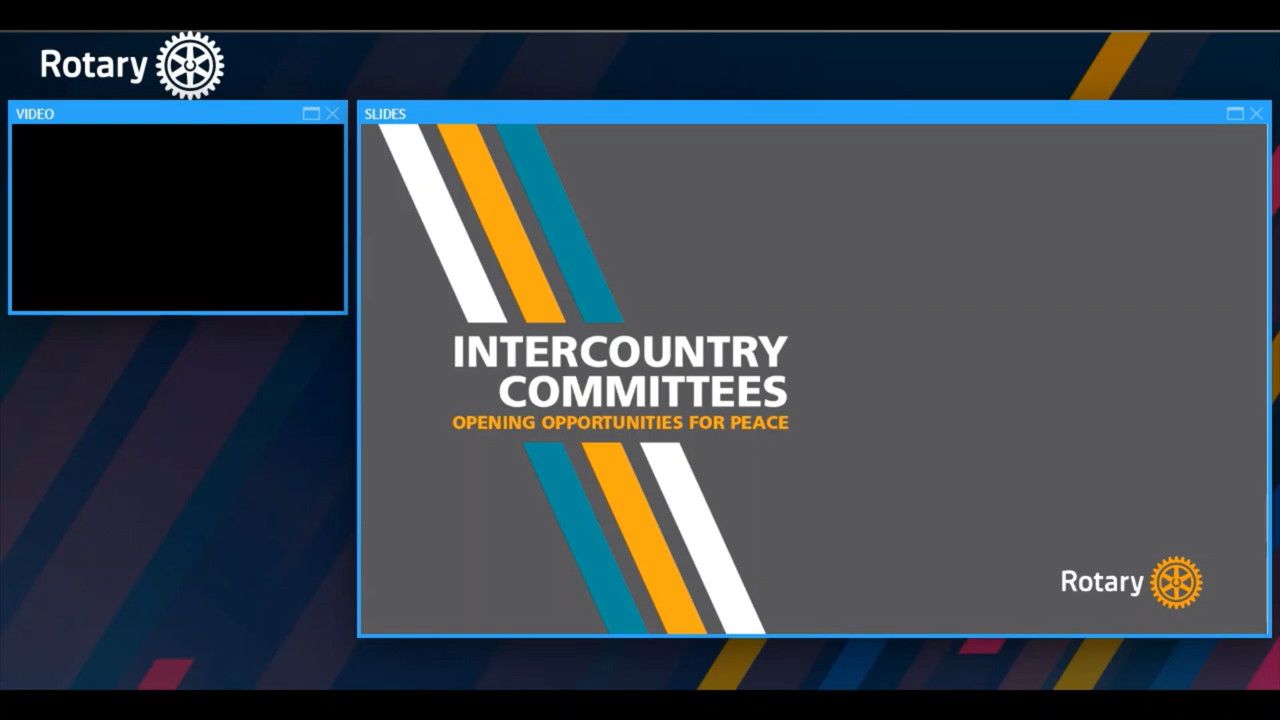 Rotary
VIDEO
SLIDES
INTERCOUNTRY
COMMITTEES
OPENING OPPORTUNITIES FOR PEACE
Rotary